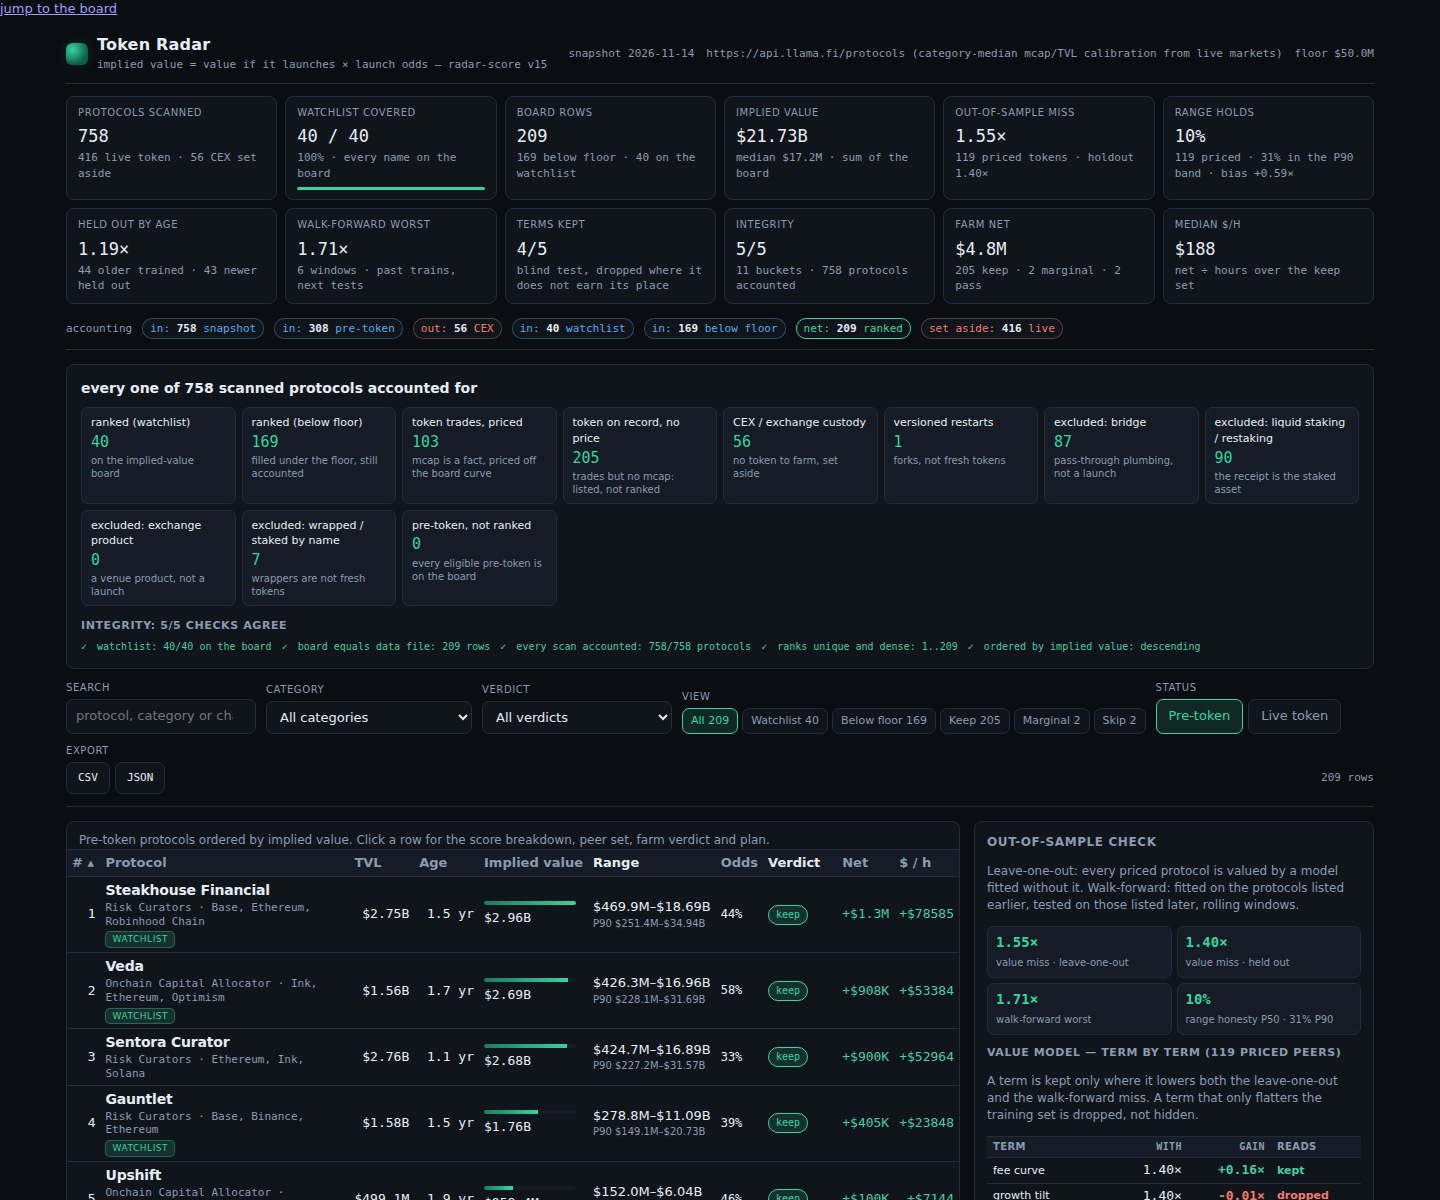 jump to the board
Token Radar
implied value = value if it launches × launch odds — radar-score v15
snapshot 2026-11-14 https://api.llama.fi/protocols (category-median mcap/TVL calibration from live markets) floor $50.0M
PROTOCOLS SCANNED
758
416 live token · 56 CEX set
aside
WATCHLIST COVERED
40 / 40
100% · every name on the
board
BOARD ROWS
209
169 below floor · 40 on the
watchlist
IMPLIED VALUE
$21.73B
median $17.2M · sum of the
board
OUT-OF-SAMPLE MISS
1.55×
119 priced tokens · holdout
1.40×
RANGE HOLDS
10%
119 priced · 31% in the P90
band · bias +0.59×
HELD OUT BY AGE
1.19×
44 older trained · 43 newer
held out
WALK-FORWARD WORST
1.71×
6 windows · past trains,
next tests
TERMS KEPT
4/5
blind test, dropped where it
does not earn its place
INTEGRITY
5/5
11 buckets · 758 protocols
accounted
FARM NET
$4.8M
205 keep · 2 marginal · 2
pass
MEDIAN $/H
$188
net ÷ hours over the keep
set
accounting in: 758 snapshot in: 308 pre-token out: 56 CEX in: 40 watchlist in: 169 below floor net: 209 ranked set aside: 416 live
every one of 758 scanned protocols accounted for
ranked (watchlist)
40
on the implied-value
board
ranked (below floor)
169
filled under the floor, still
accounted
token trades, priced
103
mcap is a fact, priced off
the board curve
token on record, no
price
205
trades but no mcap:
listed, not ranked
CEX / exchange custody
56
no token to farm, set
aside
versioned restarts
1
forks, not fresh tokens
excluded: bridge
87
pass-through plumbing,
not a launch
excluded: liquid staking
/ restaking
90
the receipt is the staked
asset
excluded: exchange
product
0
a venue product, not a
launch
excluded: wrapped /
staked by name
7
wrappers are not fresh
tokens
pre-token, not ranked
0
every eligible pre-token is
on the board
INTEGRITY: 5/5 CHECKS AGREE
✓ watchlist: 40/40 on the board ✓ board equals data file: 209 rows ✓ every scan accounted: 758/758 protocols ✓ ranks unique and dense: 1..209 ✓ ordered by implied value: descending
SEARCH
protocol, category or ch
CATEGORY
All categories
VERDICT
All verdicts
VIEW
All 209 Watchlist 40 Below floor 169 Keep 205 Marginal 2 Skip 2
STATUS
Pre-token Live token
EXPORT
CSV JSON
209 rows
Pre-token protocols ordered by implied value. Click a row for the score breakdown, peer set, farm verdict and plan.
# ▲ Protocol TVL Age Implied value Range Odds Verdict Net $ / h
Steakhouse Financial
Risk Curators · Base, Ethereum,
Robinhood Chain
WATCHLIST
1 $2.75B 1.5 yr $2.96B $469.9M–$18.69B
P90 $251.4M–$34.94B
44% keep +$1.3M +$78585
Veda
Onchain Capital Allocator · Ink,
Ethereum, Optimism
WATCHLIST
2 $1.56B 1.7 yr $2.69B $426.3M–$16.96B
P90 $228.1M–$31.69B
58% keep +$908K +$53384
Sentora Curator
Risk Curators · Ethereum, Ink,
Solana
3 $2.76B 1.1 yr $2.68B $424.7M–$16.89B
P90 $227.2M–$31.57B
33% keep +$900K +$52964
Gauntlet
Risk Curators · Base, Binance,
Ethereum
WATCHLIST
4 $1.58B 1.5 yr $1.76B $278.8M–$11.09B
P90 $149.1M–$20.73B
39% keep +$405K +$23848
Upshift
Onchain Capital Allocator ·
5 $499.1M 1.9 yr $152.0M–$6.04B 46% keep +$100K +$7144
OUT-OF-SAMPLE CHECK
Leave-one-out: every priced protocol is valued by a model
fitted without it. Walk-forward: fitted on the protocols listed
earlier, tested on those listed later, rolling windows.
1.55×
value miss · leave-one-out
1.40×
value miss · held out
1.71×
walk-forward worst
10%
range honesty P50 · 31% P90
VALUE MODEL — TERM BY TERM (119 PRICED PEERS)
A term is kept only where it lowers both the leave-one-out
and the walk-forward miss. A term that only flatters the
training set is dropped, not hidden.
TERM WITH GAIN READS
fee curve 1.40× +0.16× kept
growth tilt 1.40× -0.01× dropped